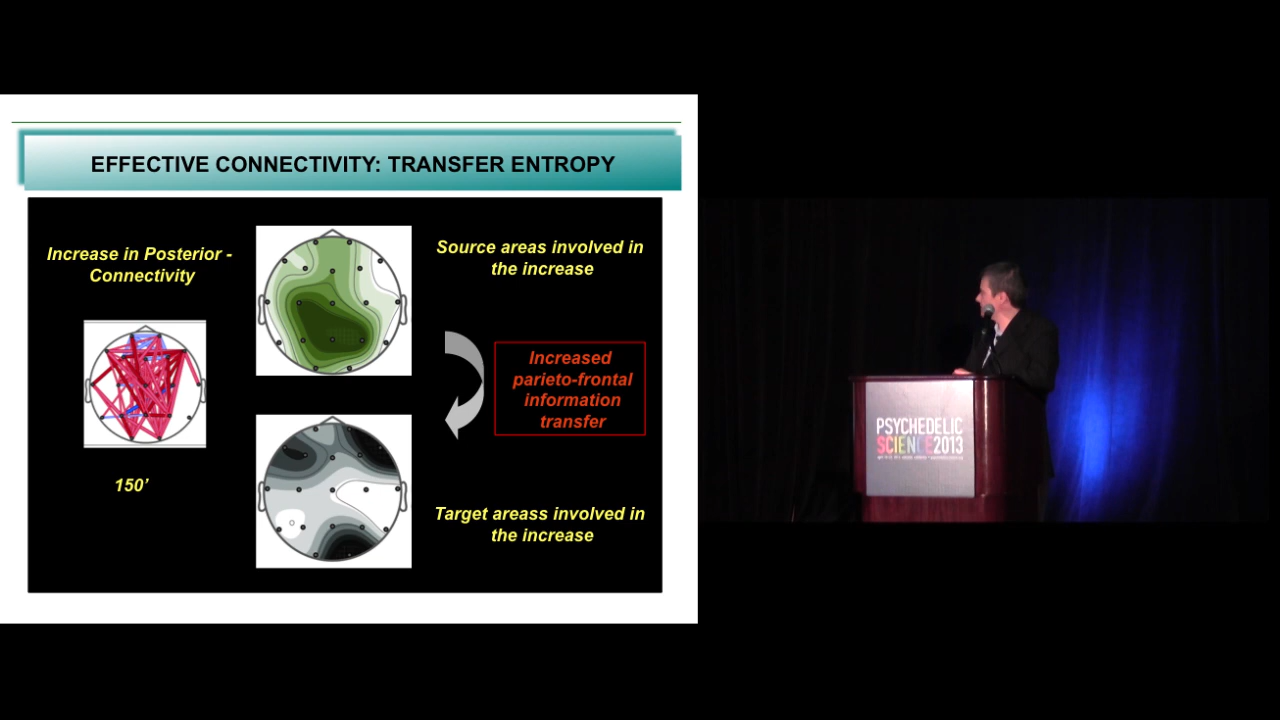 EFFECTIVE CONNECTIVITY: TRANSFER ENTROPY
Increase in Posterior -
Connectivity
150’
Source areas involved in
the increase
Increased
parieto-frontal
information
transfer
Target areass involved in
the increase
PSYCHEDELIC
SCIENCE2013